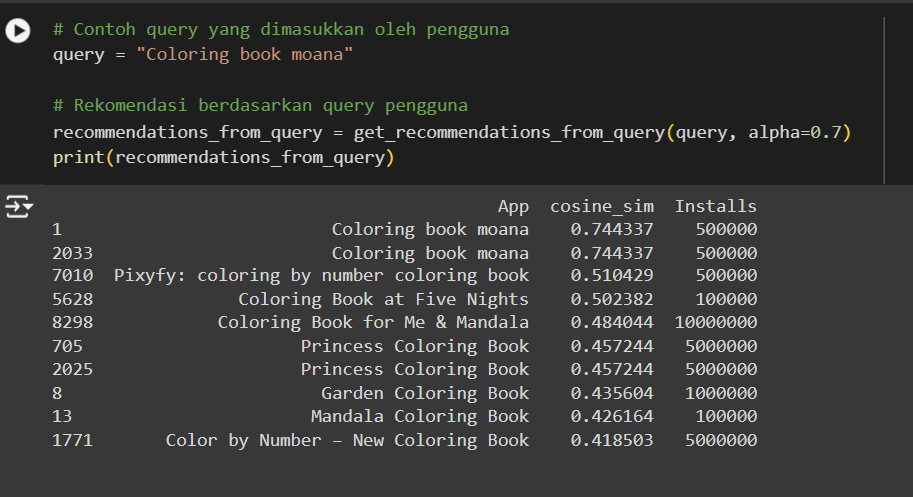 # Contoh query yang dimasukkan oleh pengguna
query = "Coloring book moana"
# Rekomendasi berdasarkan query pengguna
recommendations_from_query = get_recommendations_from_query(query, alpha=0.7)
print(recommendations_from_query)
App cosine_sim Installs
1 Coloring book moana 0.744337 500000
2033 Coloring book moana 0.744337 500000
7010 Pixyfy: coloring by number coloring book 0.510429 500000
5628 Coloring Book at Five Nights 0.502382 100000
8298 Coloring Book for Me & Mandala 0.484044 10000000
705 Princess Coloring Book 0.457244 5000000
2025 Princess Coloring Book 0.457244 5000000
8 Garden Coloring Book 0.435604 1000000
13 Mandala Coloring Book 0.426164 100000
1771 Color by Number – New Coloring Book 0.418503 5000000